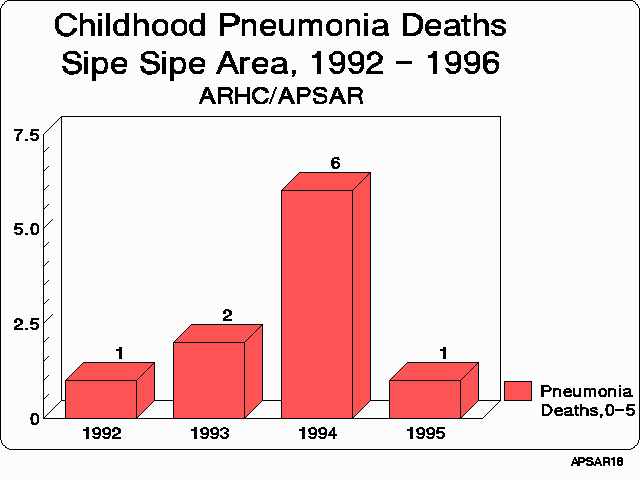 Childhood Pneumonia Deaths
Sipe Sipe Area, 1992 - 1996
ARHC/APSAR
7.5
5.0
2.5
0
1
2
6
1
1992
1993
1994
1995
Pneumonia
Deaths,0-5
APSAR18